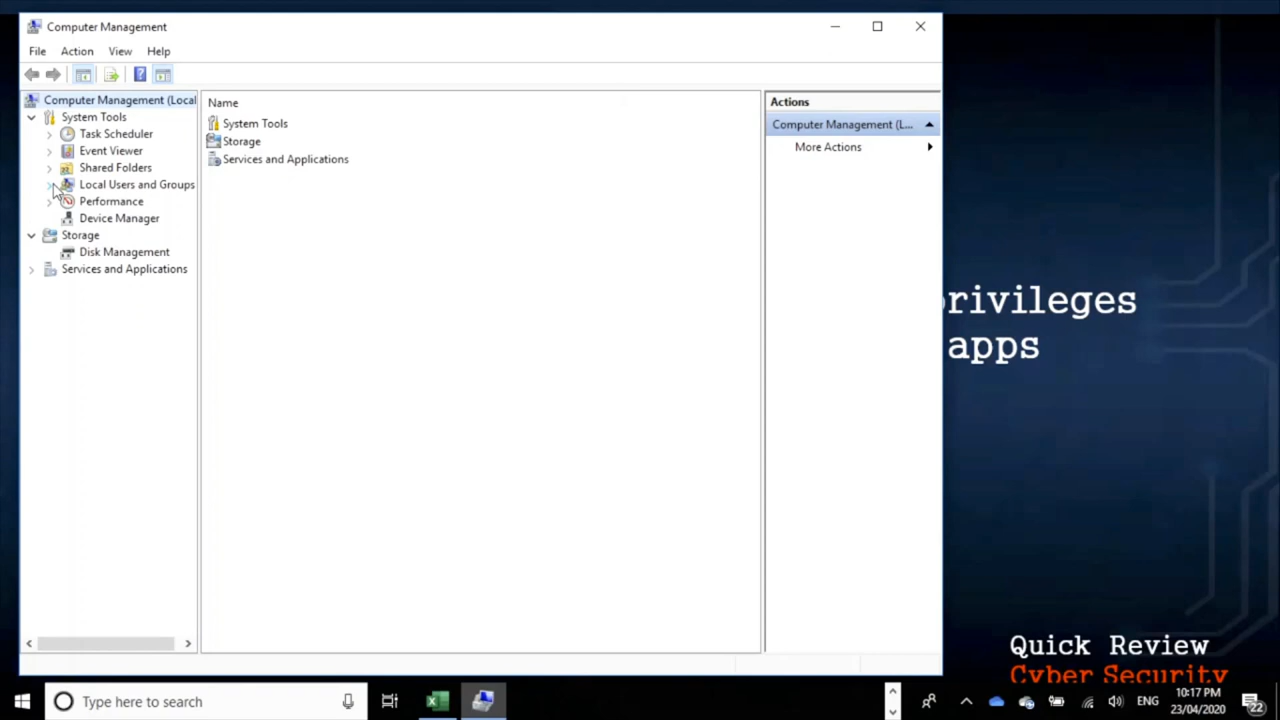 Computer Management
File Action View Help
Computer Management (Local
System Tools
Task Scheduler
Event Viewer
Shared Folders
Local Users and Groups
Performance
Device Manager
Storage
Disk Management
Services and Applications
Name
System Tools
Storage
Services and Applications
Actions
Computer Management (L...
More Actions
rivileges
apps
Quick Review
Cyber Security
Type here to search
ENG
10:17 PM
23/04/2020
22